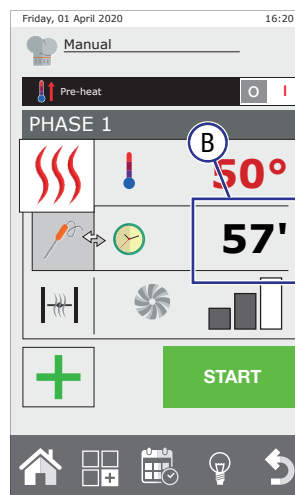 Friday, 01 April 2020 16:20
Manual
Pre-heat O I
PHASE 1
B
50°
57'
START